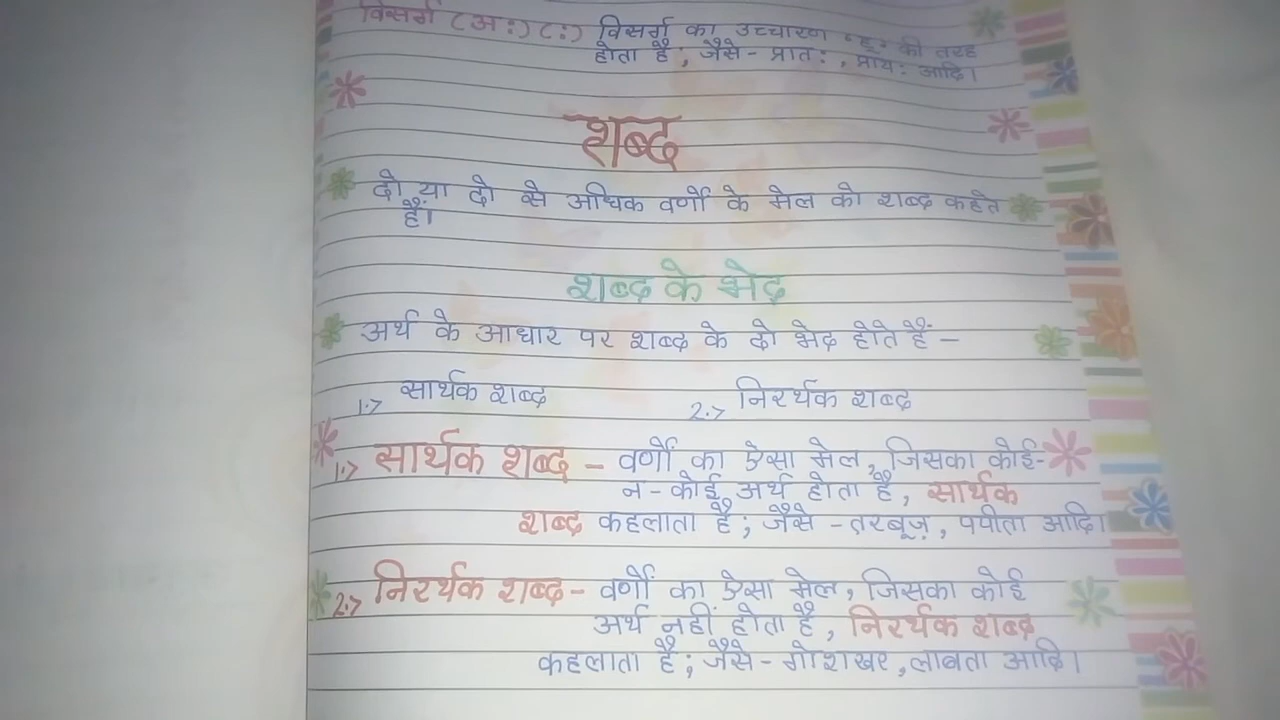 विसर्ग (अः) (ः) विसर्ग का उच्चारण 'ह्' की तरह
होता है; जैसे - प्रातः, प्रायः आदि।
शब्द
दो या दो से अधिक वर्णों के मेल को शब्द कहते
हैं।
शब्द के भेद
अर्थ के आधार पर शब्द के दो भेद होते हैं -
1.> सार्थक शब्द 2.> निरर्थक शब्द
1.> सार्थक शब्द - वर्णों का ऐसा मेल, जिसका कोई-
न-कोई अर्थ होता है, सार्थक
शब्द कहलाता है; जैसे - तरबूज़, पपीता आदि।
2.> निरर्थक शब्द - वर्णों का ऐसा मेल, जिसका कोई
अर्थ नहीं होता है, निरर्थक शब्द
कहलाता है; जैसे - गोशखर, लाबता आदि।